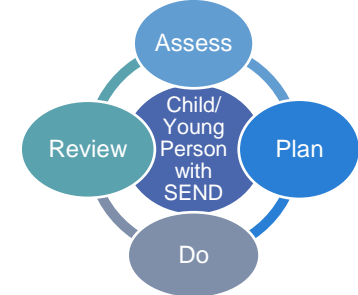 Assess
Child/
Young
Person
with
SEND
Review
Plan
Do